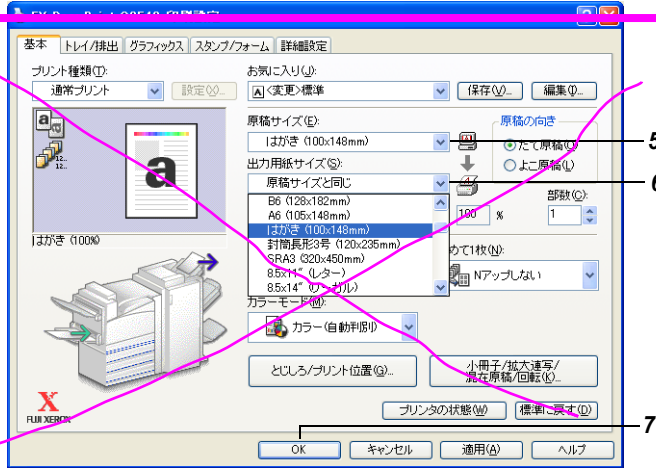 基本 トレイ/排出 グラフィックス スタンプ/フォーム 詳細設定
プリント種類(T): お気に入り(J):
通常プリント 設定(X)... <変更>標準 保存(V)... 編集(I)...
原稿サイズ(E): 原稿の向き
はがき (100x148mm) たて原稿(O) 5
出力用紙サイズ(S): よこ原稿(L)
原稿サイズと同じ 6
部数(C):
100 % 1
B6 (128x182mm)
A6 (105x148mm)
はがき (100x148mm)
封筒長形3号 (120x235mm)
SRA3 (320x450mm)
8.5x11" (レター)
8.5x14" (リーガル)
はがき (100%)
めて1枚(N):
Nアップしない
カラーモード(M):
カラー(自動判別)
とじしろ/プリント位置(G)... 小冊子/拡大連写/
混在原稿/回転(K)...
FUJI XEROX
プリンタの状態(W) 標準に戻す(D)
7
OK キャンセル 適用(A) ヘルプ